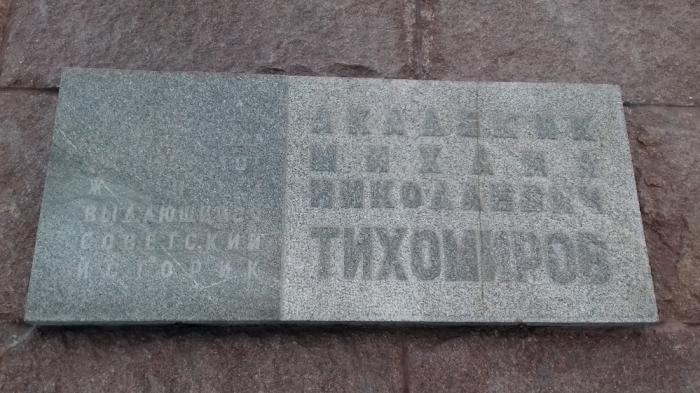 ВЫДАЮЩИЙСЯ
СОВЕТСКИЙ
ИСТОРИК
АКАДЕМИК
МИХАИЛ
НИКОЛАЕВИЧ
ТИХОМИРОВ